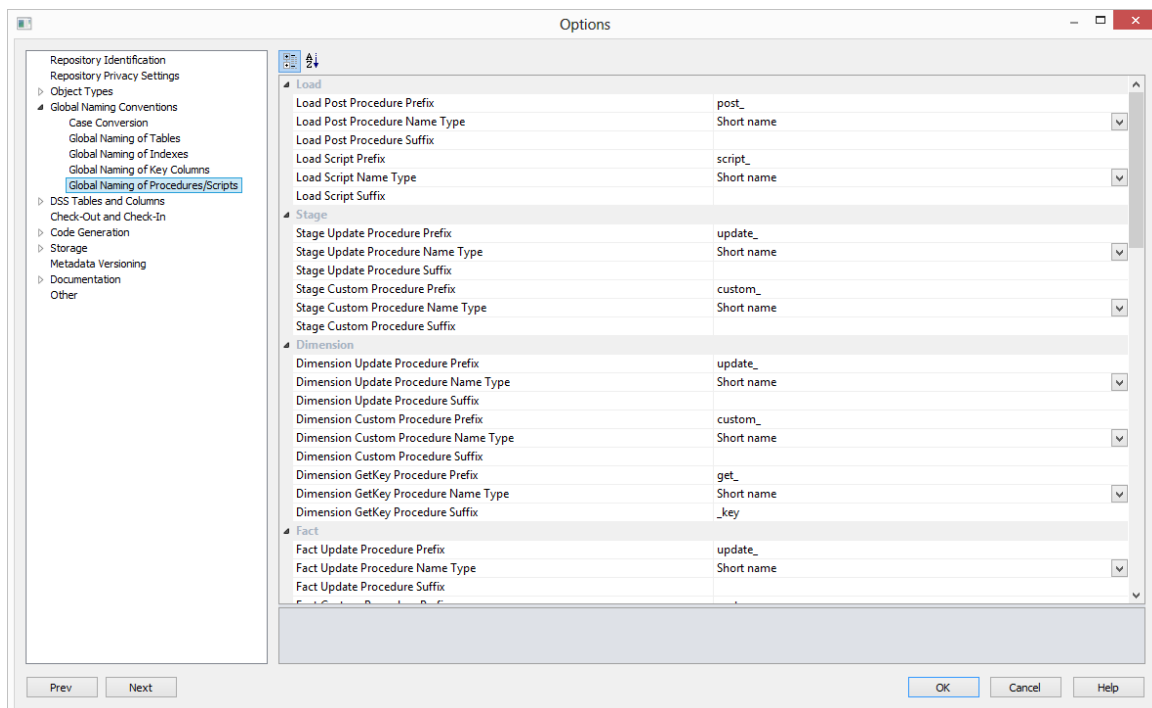 Options
Repository Identification
Repository Privacy Settings
Object Types
Global Naming Conventions
Case Conversion
Global Naming of Tables
Global Naming of Indexes
Global Naming of Key Columns
Global Naming of Procedures/Scripts
DSS Tables and Columns
Check-Out and Check-In
Code Generation
Storage
Metadata Versioning
Documentation
Other
Load
Load Post Procedure Prefix post_
Load Post Procedure Name Type Short name
Load Post Procedure Suffix
Load Script Prefix script_
Load Script Name Type Short name
Load Script Suffix
Stage
Stage Update Procedure Prefix update_
Stage Update Procedure Name Type Short name
Stage Update Procedure Suffix
Stage Custom Procedure Prefix custom_
Stage Custom Procedure Name Type Short name
Stage Custom Procedure Suffix
Dimension
Dimension Update Procedure Prefix update_
Dimension Update Procedure Name Type Short name
Dimension Update Procedure Suffix
Dimension Custom Procedure Prefix custom_
Dimension Custom Procedure Name Type Short name
Dimension Custom Procedure Suffix
Dimension GetKey Procedure Prefix get_
Dimension GetKey Procedure Name Type Short name
Dimension GetKey Procedure Suffix _key
Fact
Fact Update Procedure Prefix update_
Fact Update Procedure Name Type Short name
Fact Update Procedure Suffix
Prev Next OK Cancel Help